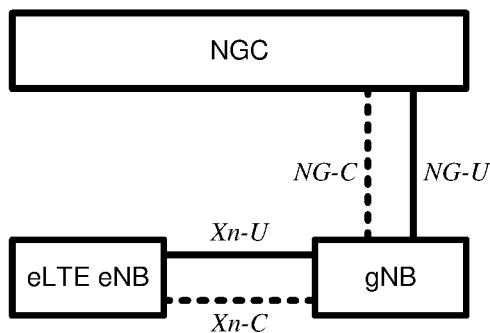 NGC
NG-C NG-U
Xn-U
eLTE eNB gNB
Xn-C